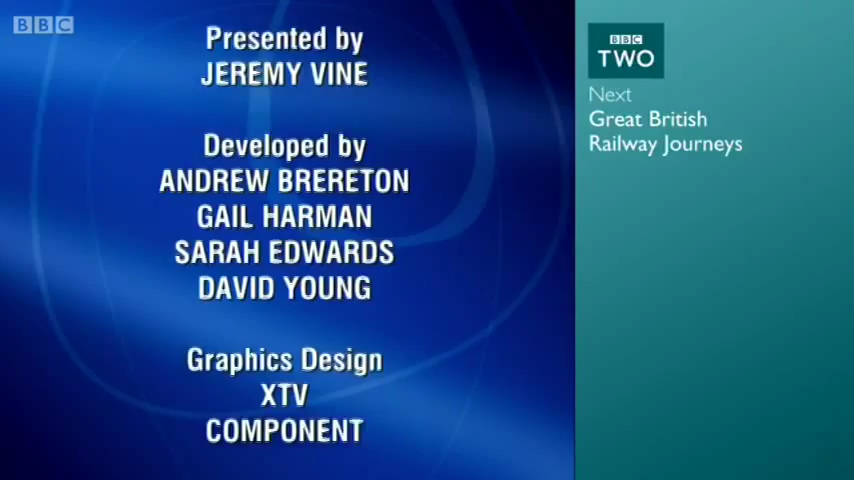 BBC
Presented by
JEREMY VINE
Developed by
ANDREW BRERETON
GAIL HARMAN
SARAH EDWARDS
DAVID YOUNG
Graphics Design
XTV
COMPONENT
BBC
TWO
Next
Great British
Railway Journeys